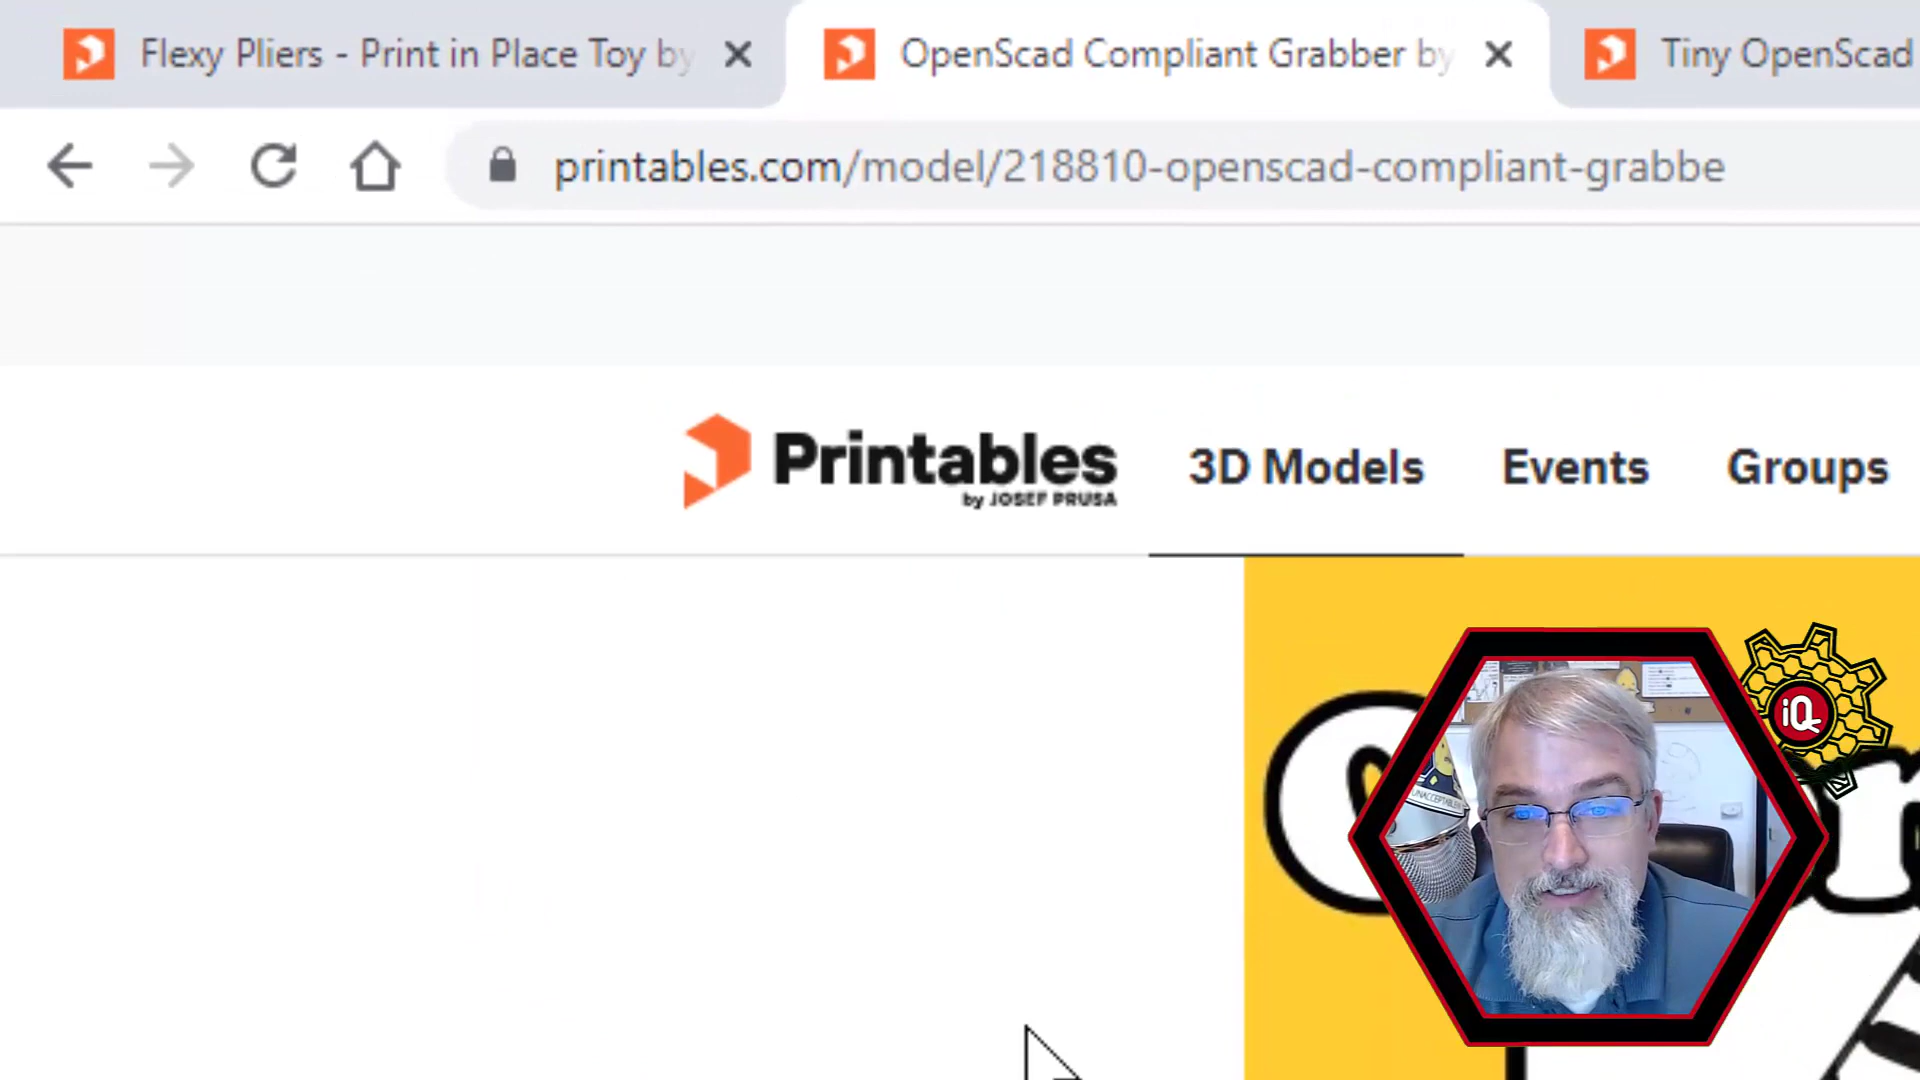 Flexy Pliers - Print in Place Toy by
OpenScad Compliant Grabber by
Tiny OpenScad
printables.com/model/218810-openscad-compliant-grabbe
Printables
by JOSEF PRUSA
3D Models
Events
Groups
iQ
UNACCEPTABLE